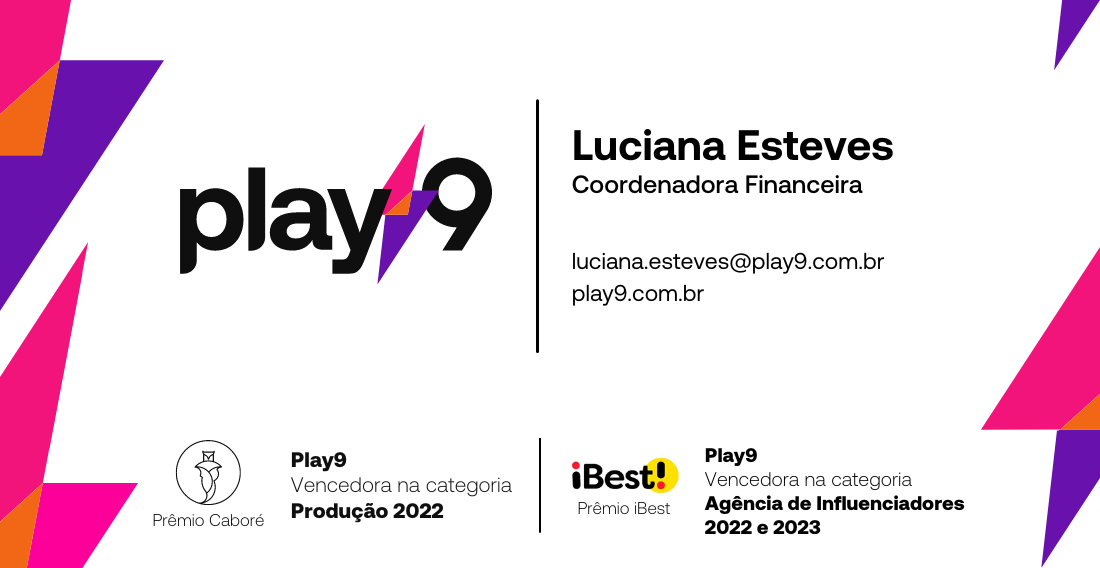 play9
Luciana Esteves
Coordenadora Financeira
luciana.esteves@play9.com.br
play9.com.br
Prêmio Caboré
Play9
Vencedora na categoria
Produção 2022
iBest!
Prêmio iBest
Play9
Vencedora na categoria
Agência de Influenciadores
2022 e 2023